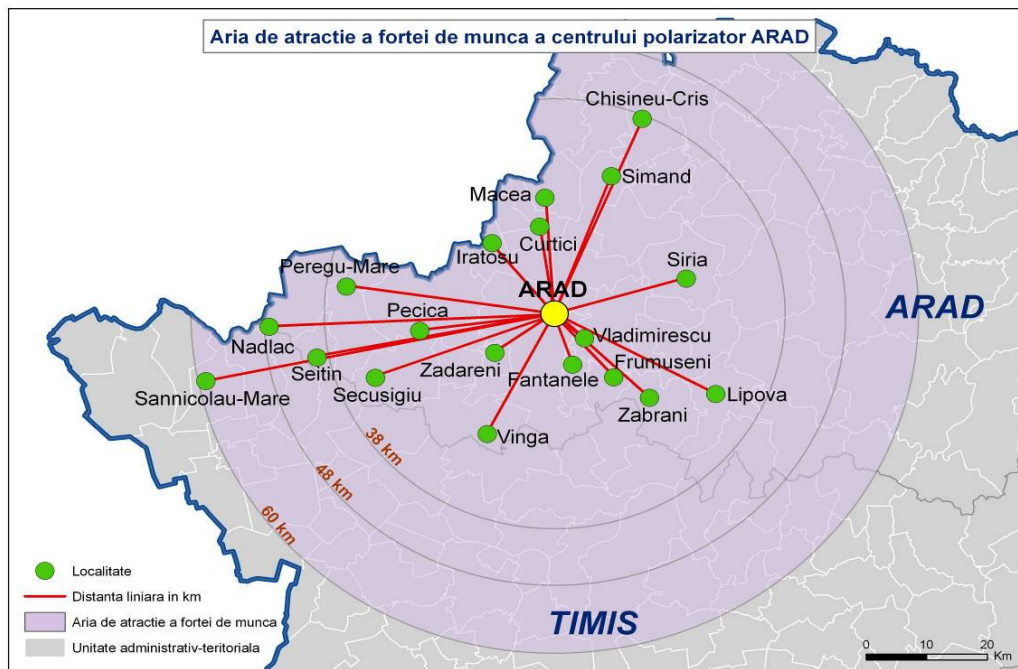 Aria de atractie a fortei de munca a centrului polarizator ARAD
Chisineu-Cris
Simand
Macea
Curtici
Iratosu
Siria
Peregu-Mare
ARAD
ARAD
Pecica
Vladimirescu
Nadlac
Seitin
Zadareni
Fantanele
Frumuseni
Sannicolau-Mare
Secusigiu
Zabrani
Lipova
Vinga
38 km
48 km
60 km
Localitate
Distanta liniara in km
Aria de atractie a fortei de munca
Unitate administrativ-teritoriala
TIMIS
0 10 20
Km